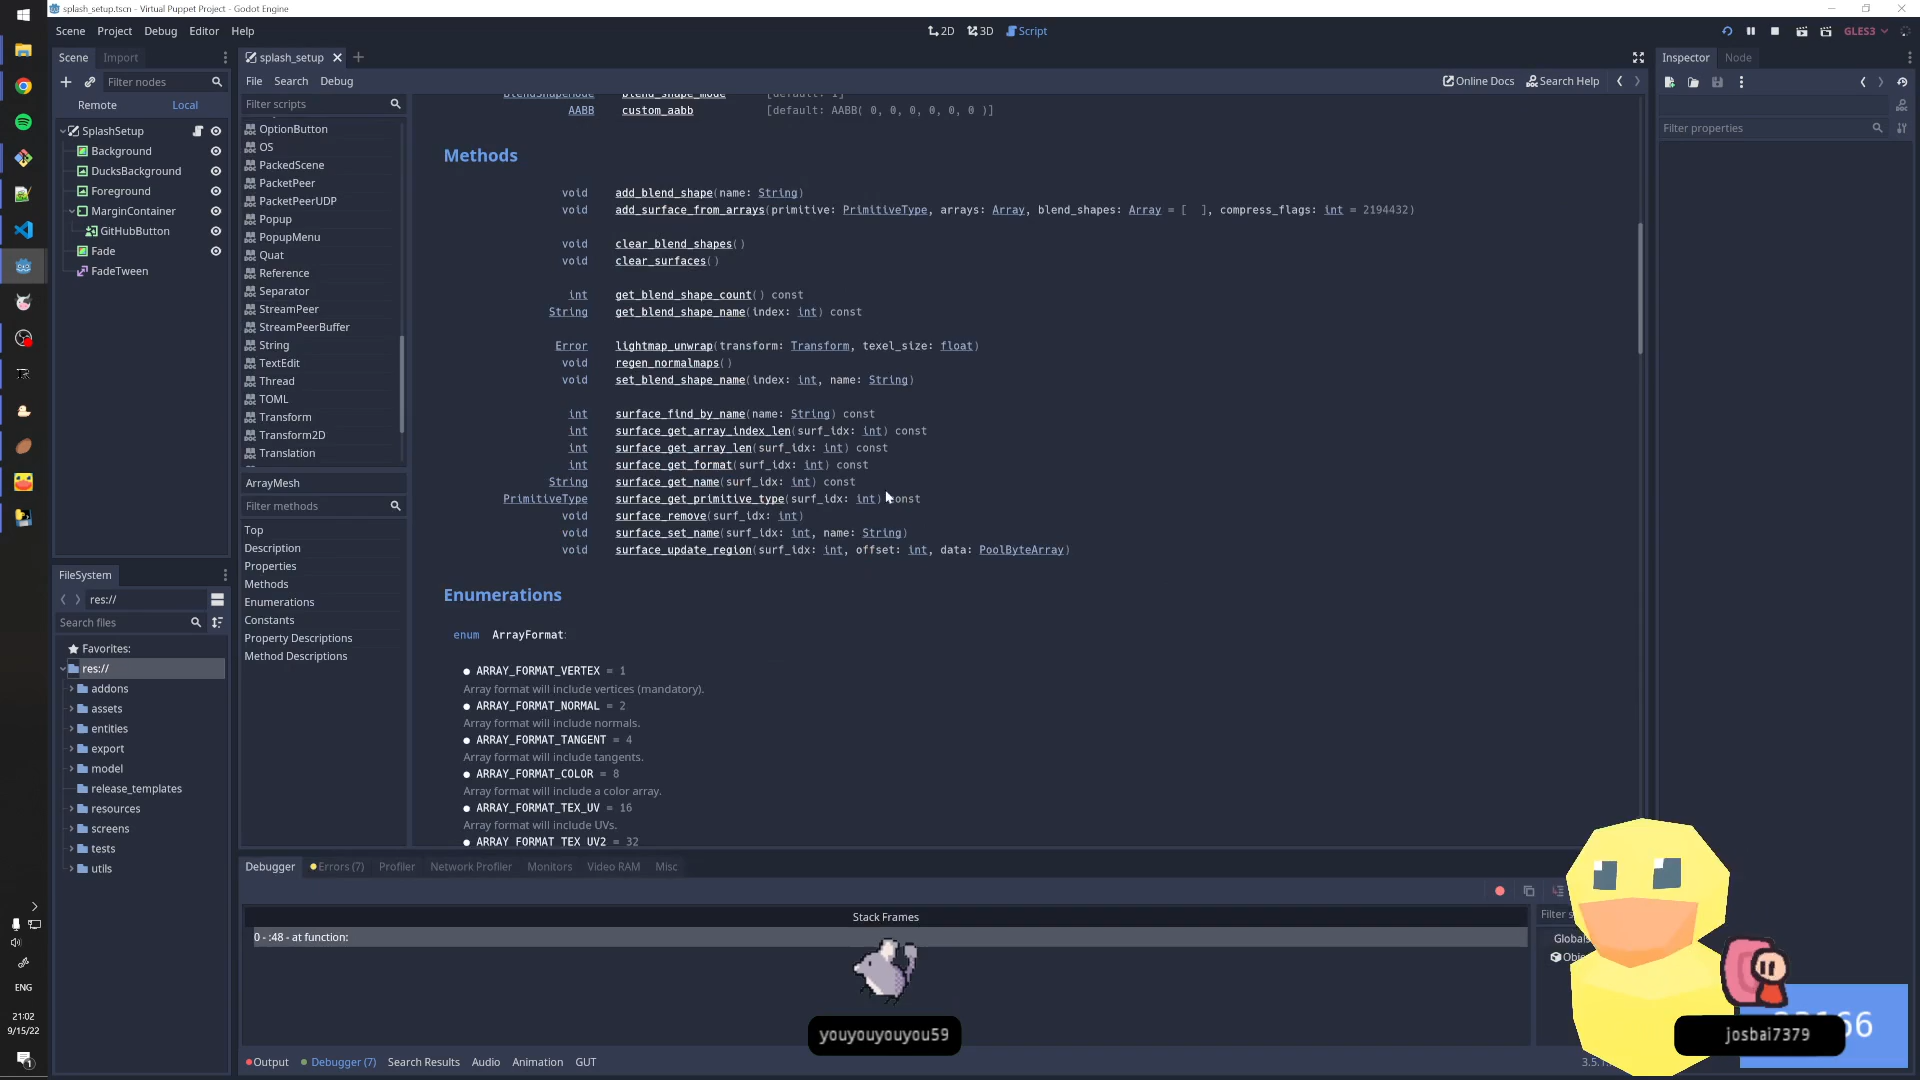 splash_setup.tscn - Virtual Puppet Project - Godot Engine
Scene Project Debug Editor Help
2D 3D Script
GLES3
Scene Import
splash_setup
Inspector Node
Filter nodes
File Search Debug
Online Docs Search Help
Remote Local
Filter scripts
Filter properties
SplashSetup
Background
DucksBackground
Foreground
MarginContainer
GitHubButton
Fade
FadeTween
OptionButton
OS
PackedScene
PacketPeer
PacketPeerUDP
Popup
PopupMenu
Quat
Reference
Separator
StreamPeer
StreamPeerBuffer
String
TextEdit
Thread
TOML
Transform
Transform2D
Translation
ArrayMesh
Filter methods
Top
Description
Properties
Methods
Enumerations
Constants
Property Descriptions
Method Descriptions
BlendShapeMode blend_shape_mode [default: 1]
AABB custom_aabb [default: AABB( 0, 0, 0, 0, 0, 0 )]
Methods
void add_blend_shape(name: String)
void add_surface_from_arrays(primitive: PrimitiveType, arrays: Array, blend_shapes: Array = [ ], compress_flags: int = 2194432)
void clear_blend_shapes()
void clear_surfaces()
int get_blend_shape_count() const
String get_blend_shape_name(index: int) const
Error lightmap_unwrap(transform: Transform, texel_size: float)
void regen_normalmaps()
void set_blend_shape_name(index: int, name: String)
int surface_find_by_name(name: String) const
int surface_get_array_index_len(surf_idx: int) const
int surface_get_array_len(surf_idx: int) const
int surface_get_format(surf_idx: int) const
String surface_get_name(surf_idx: int) const
PrimitiveType surface_get_primitive_type(surf_idx: int) const
void surface_remove(surf_idx: int)
void surface_set_name(surf_idx: int, name: String)
void surface_update_region(surf_idx: int, offset: int, data: PoolByteArray)
Enumerations
enum ArrayFormat:
ARRAY_FORMAT_VERTEX = 1
Array format will include vertices (mandatory).
ARRAY_FORMAT_NORMAL = 2
Array format will include normals.
ARRAY_FORMAT_TANGENT = 4
Array format will include tangents.
ARRAY_FORMAT_COLOR = 8
Array format will include a color array.
ARRAY_FORMAT_TEX_UV = 16
Array format will include UVs.
ARRAY_FORMAT_TEX_UV2 = 32
FileSystem
res://
Search files
Favorites:
res://
addons
assets
entities
export
model
release_templates
resources
screens
tests
utils
Debugger Errors (7) Profiler Network Profiler Monitors Video RAM Misc
Stack Frames
Filter s
0 - :48 - at function:
Globals
youyouyouyou59
josbai7379
66
Output Debugger (7) Search Results Audio Animation GUT
3.5.1
ENG
21:02
9/15/22